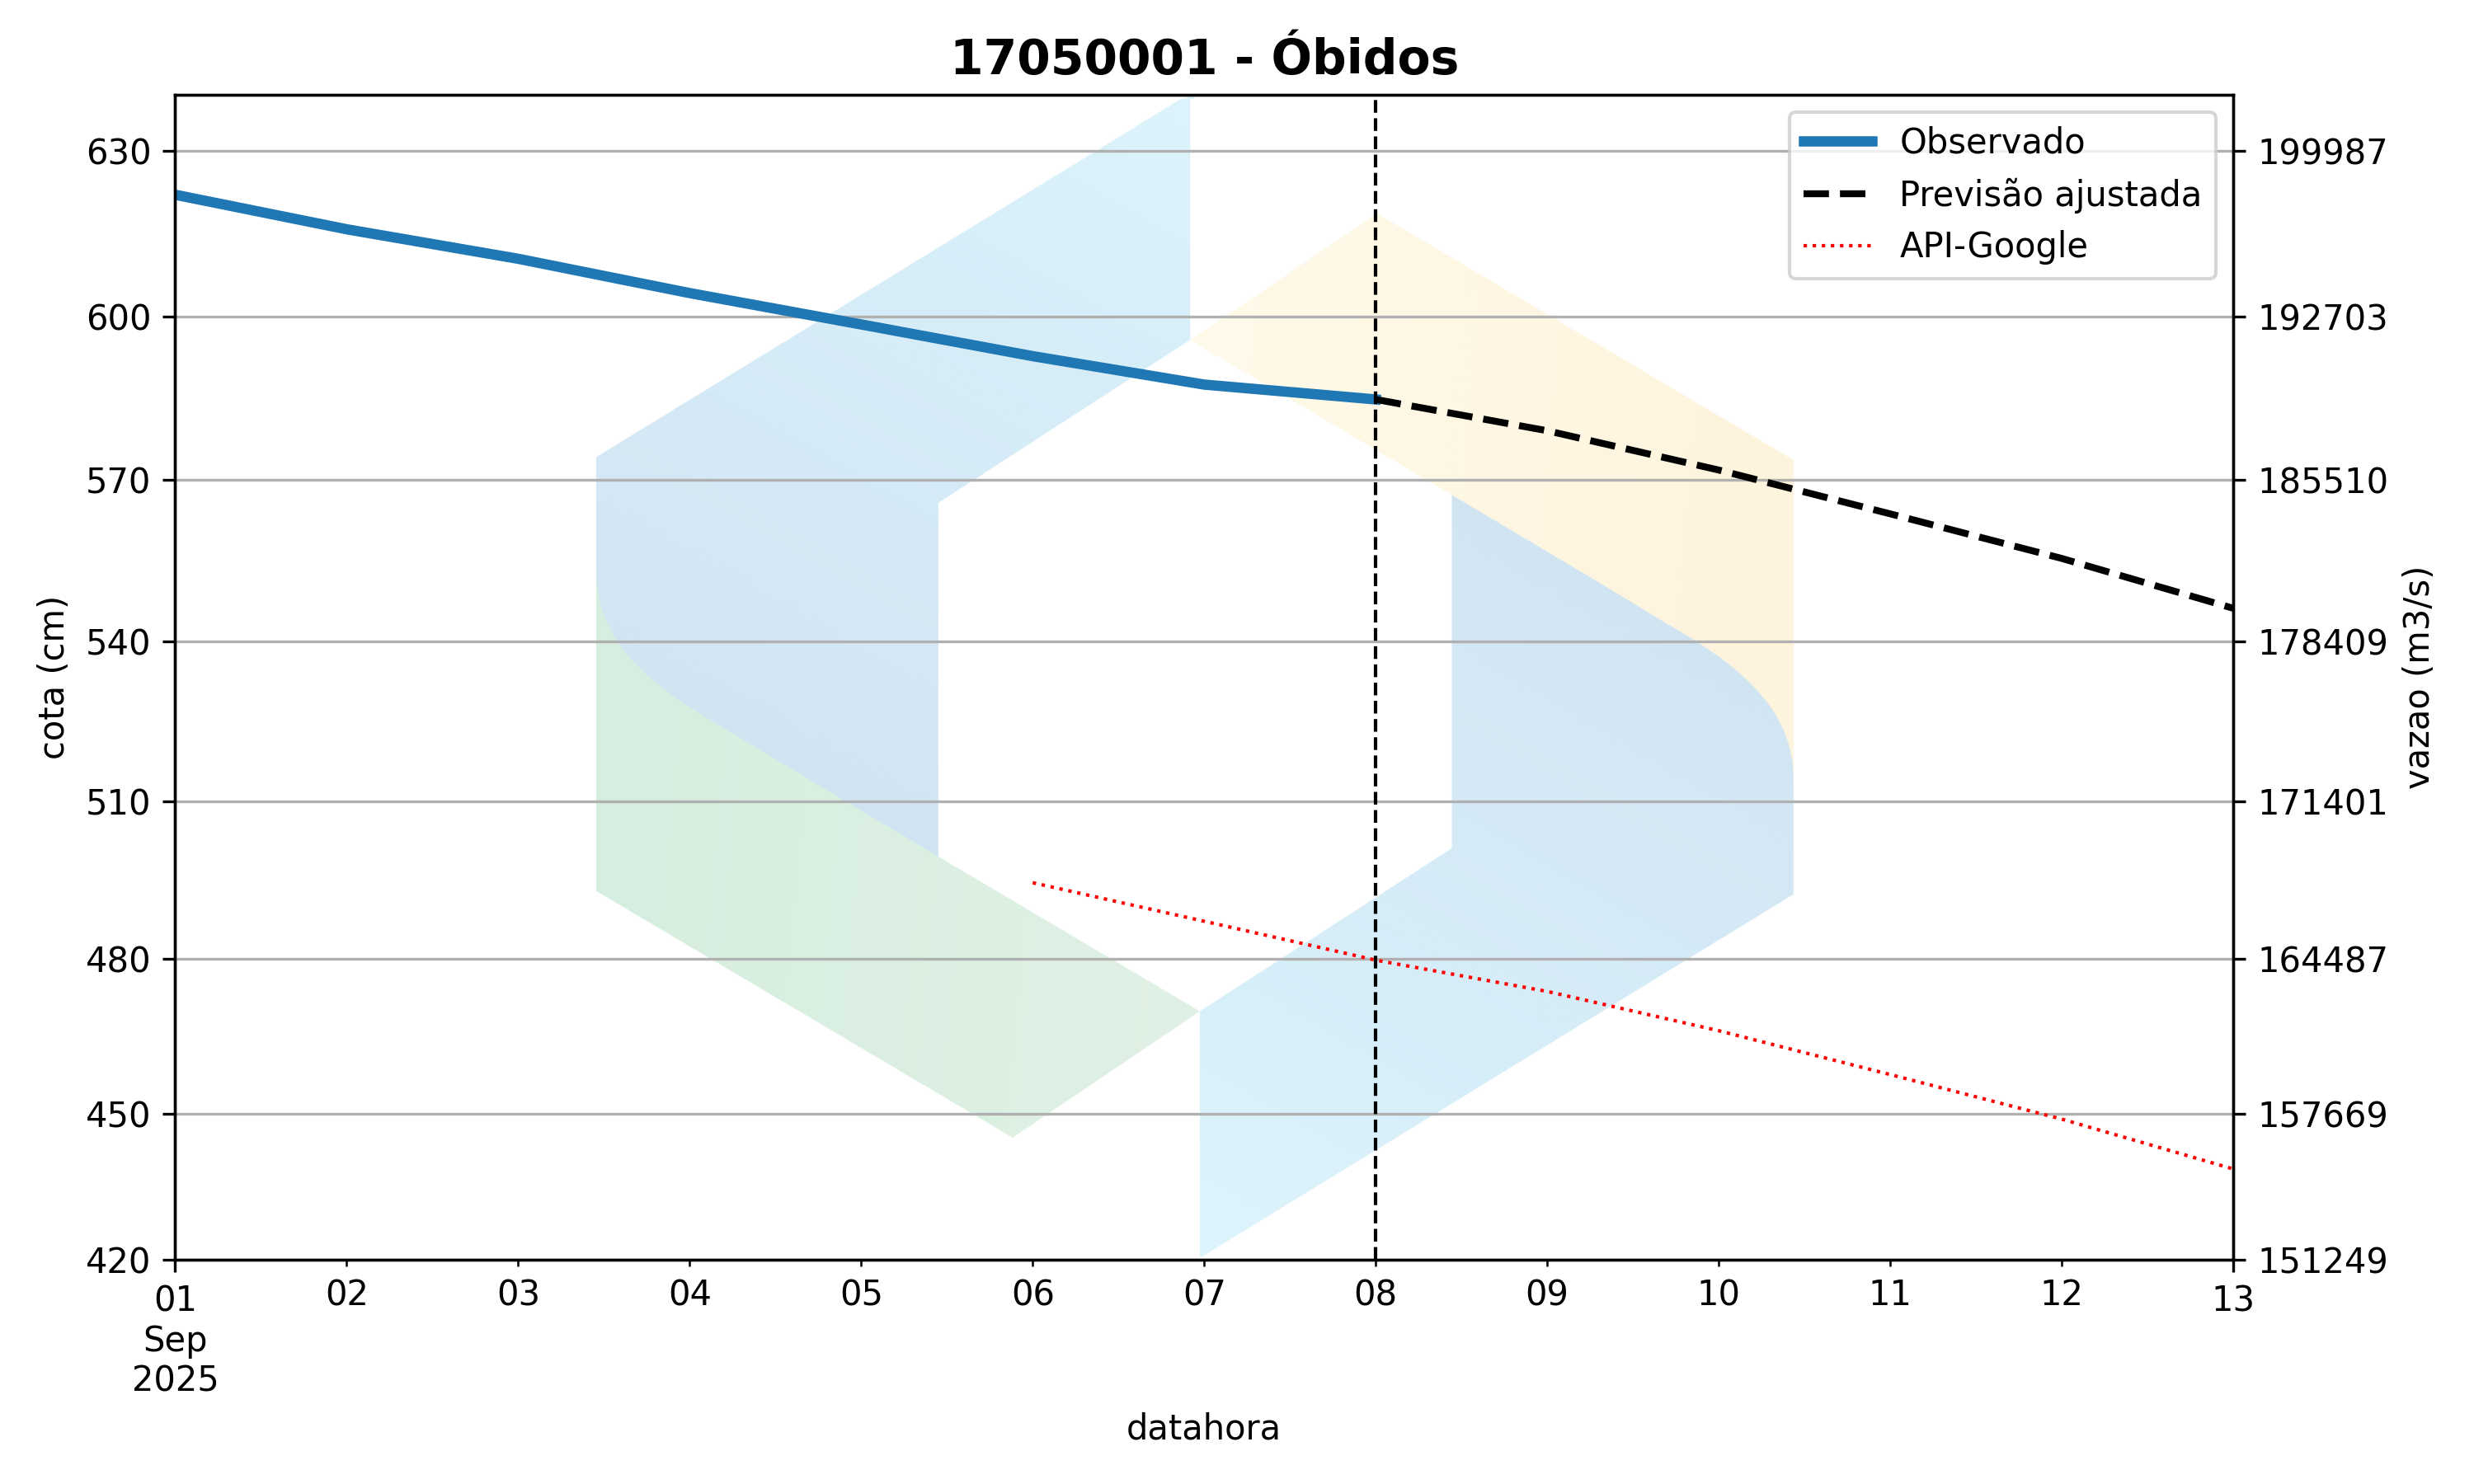 17050001 - Óbidos
Observado
Previsão ajustada
API-Google
630
600
570
540
510
480
450
420
cota (cm)
199987
192703
185510
178409
171401
164487
157669
151249
vazao (m3/s)
01 02 03 04 05 06 07 08 09 10 11 12 13
Sep
2025
datahora